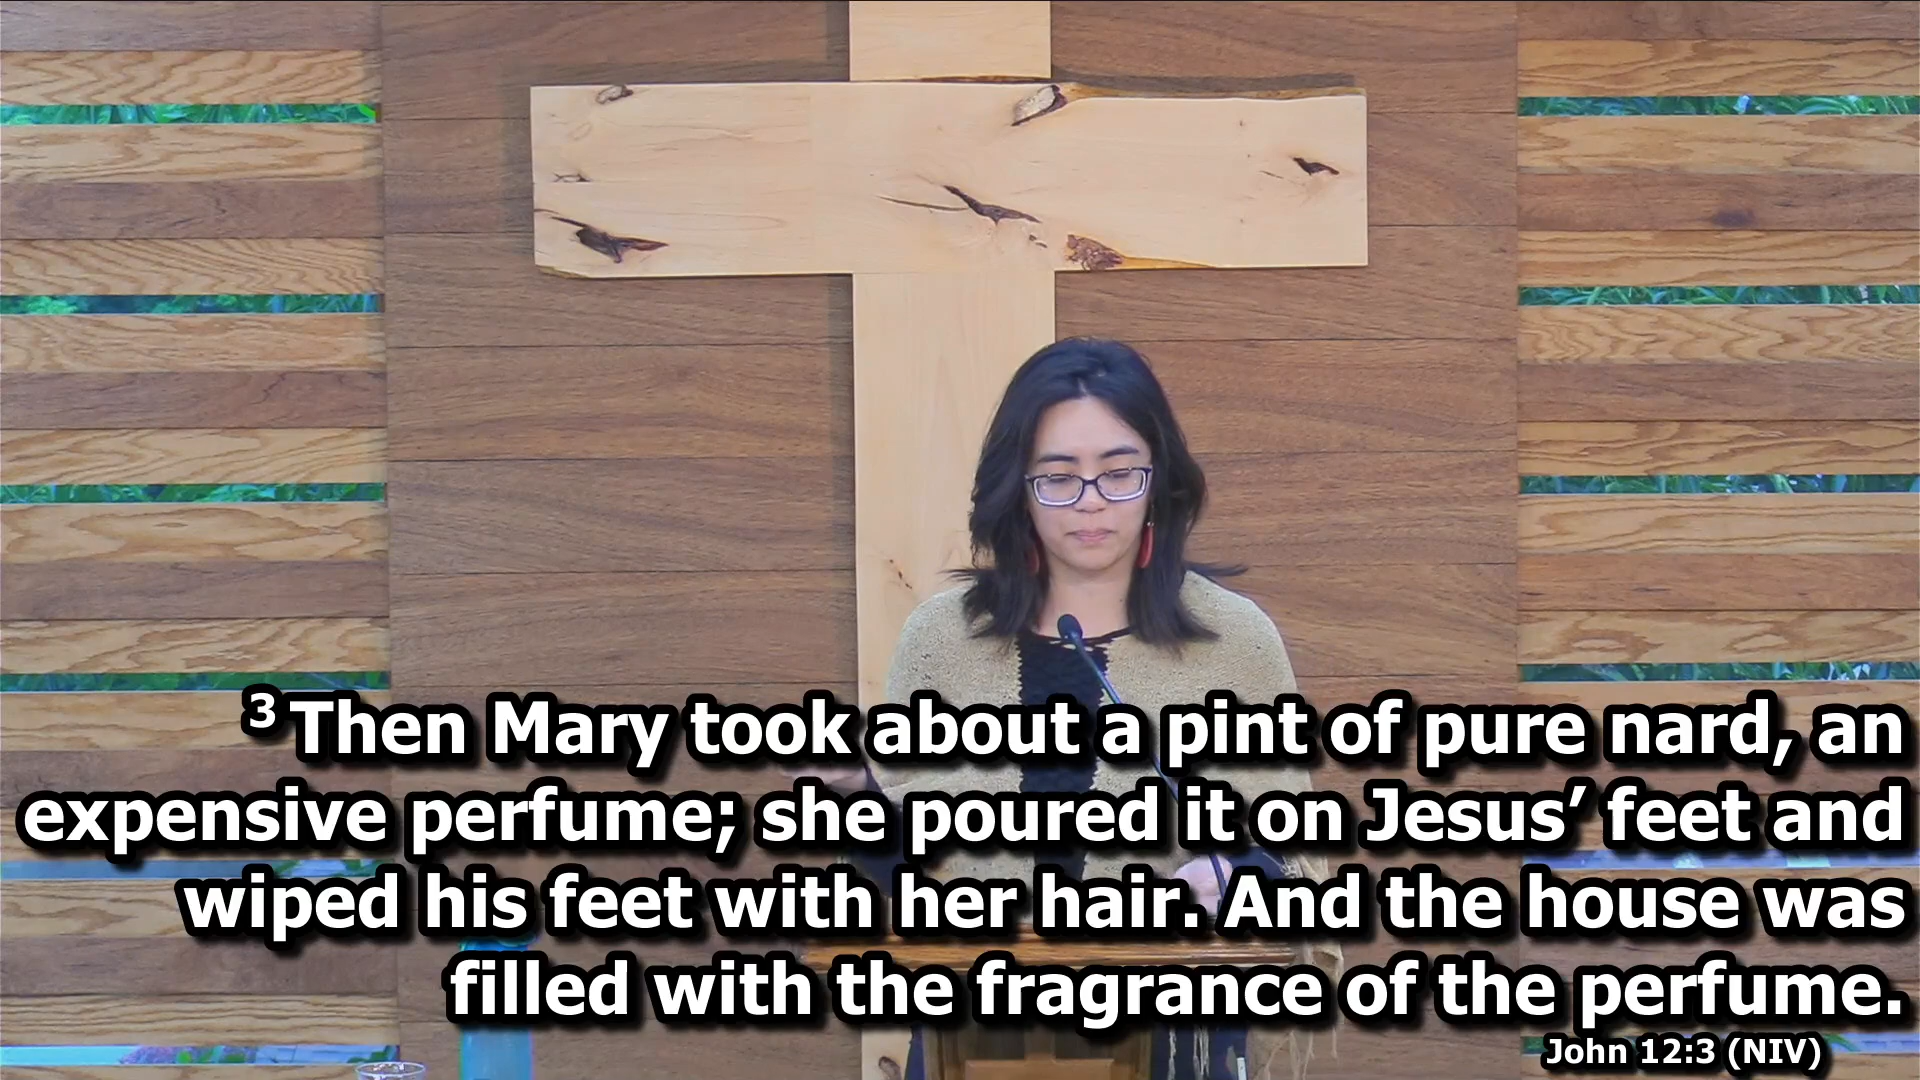 3 Then Mary took about a pint of pure nard, an
expensive perfume; she poured it on Jesus’ feet and
wiped his feet with her hair. And the house was
filled with the fragrance of the perfume.
John 12:3 (NIV)